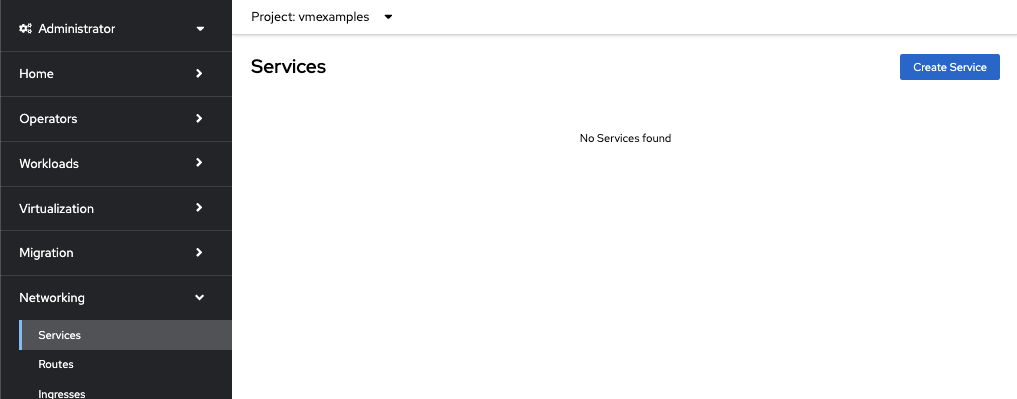 Administrator
Home
Operators
Workloads
Virtualization
Migration
Networking
Services
Routes
Ingresses
Project: vmexamples
Services
Create Service
No Services found